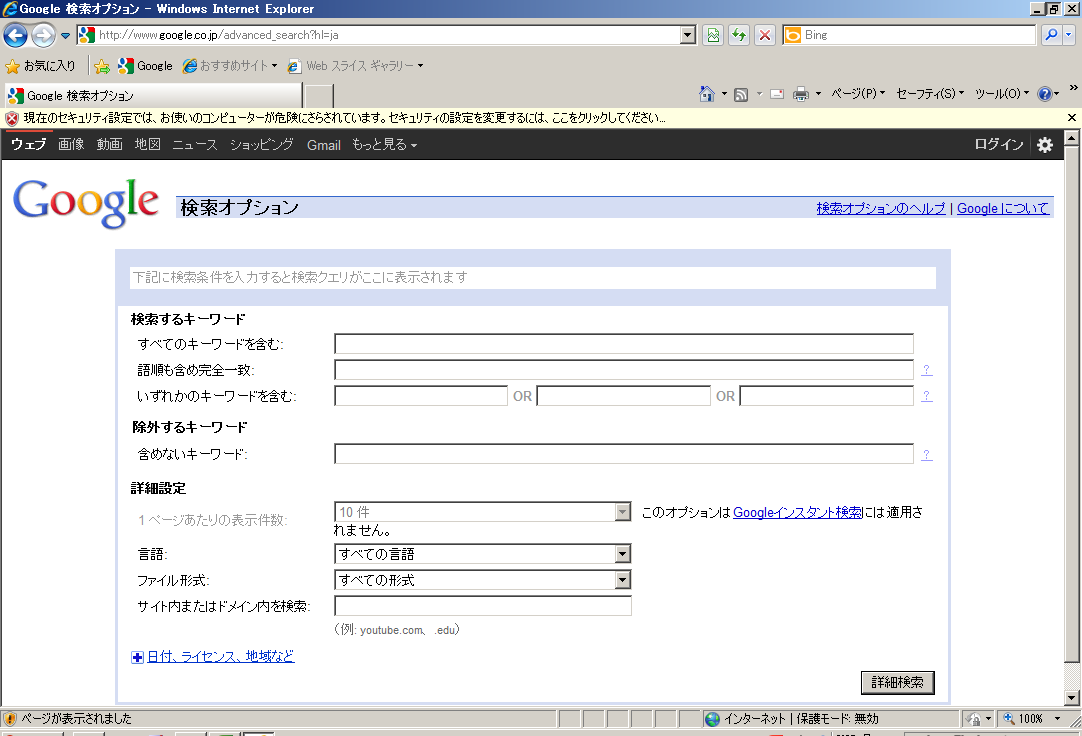 Google 検索オプション - Windows Internet Explorer
http://www.google.co.jp/advanced_search?hl=ja
Bing
お気に入り Google おすすめサイト Web スライス ギャラリー
Google 検索オプション ページ(P) セーフティ(S) ツール(O)
現在のセキュリティ設定では、お使いのコンピューターが危険にさらされています。セキュリティの設定を変更するには、ここをクリックしてください...
ウェブ 画像 動画 地図 ニュース ショッピング Gmail もっと見る ログイン
Google 検索オプション 検索オプションのヘルプ | Google について
下記に検索条件を入力すると検索クエリがここに表示されます
検索するキーワード
すべてのキーワードを含む:
語順も含め完全一致: ?
いずれかのキーワードを含む: OR OR ?
除外するキーワード
含めないキーワード: ?
詳細設定
1 ページあたりの表示件数: 10 件 このオプションはGoogleインスタント検索には適用さ
れません。
言語: すべての言語
ファイル形式: すべての形式
サイト内またはドメイン内を検索:
(例: youtube.com、.edu)
日付、ライセンス、地域など
詳細検索
ページが表示されました インターネット | 保護モード: 無効 100%